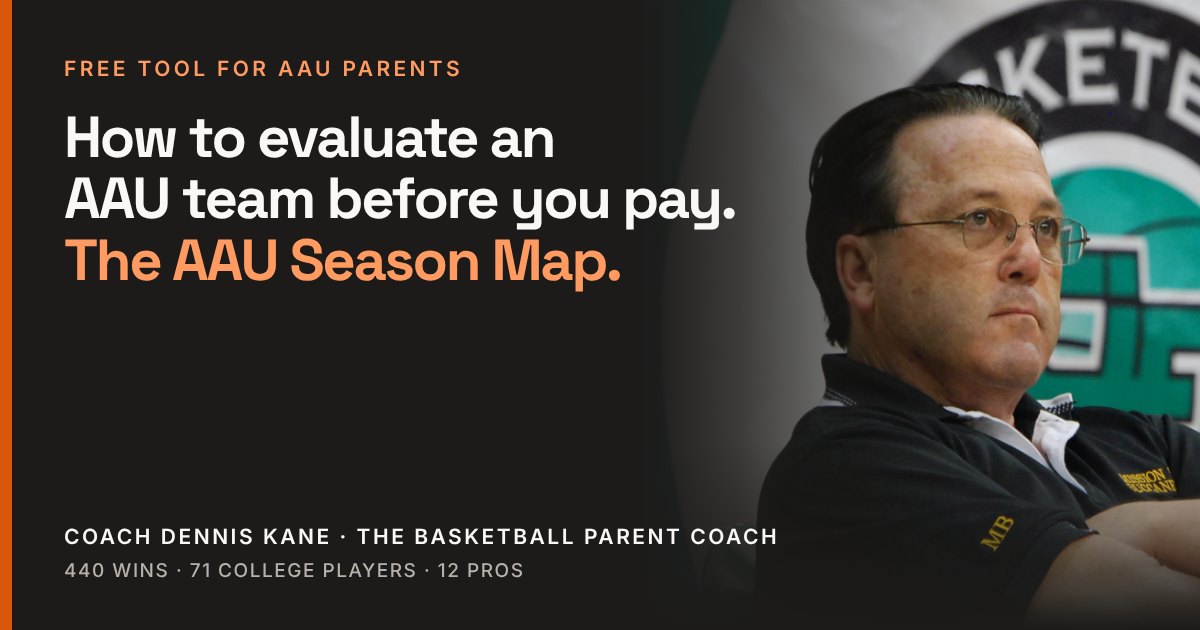 FREE TOOL FOR AAU PARENTS
How to evaluate an
AAU team before you pay.
The AAU Season Map.
COACH DENNIS KANE · THE BASKETBALL PARENT COACH
440 WINS · 71 COLLEGE PLAYERS · 12 PROS
MB